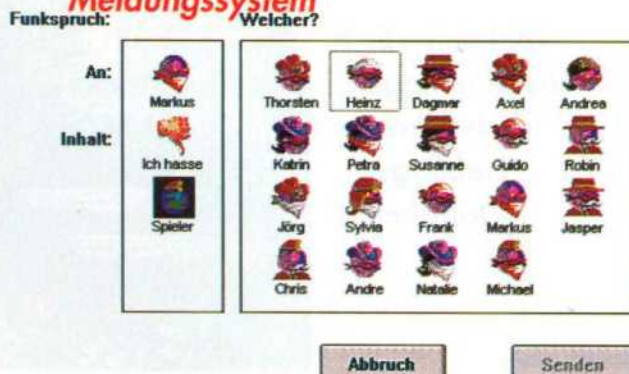 Meldungssystem
Funkspruch: Welcher?
An:
Markus
Thorsten Heinz Dagmar Axel Andrea
Inhalt:
Ich hasse
Katrin Petra Susanne Guido Robin
Spieler
Jörg Sylvia Frank Markus Jasper
Chris Andre Natalie Michael
Abbruch Senden